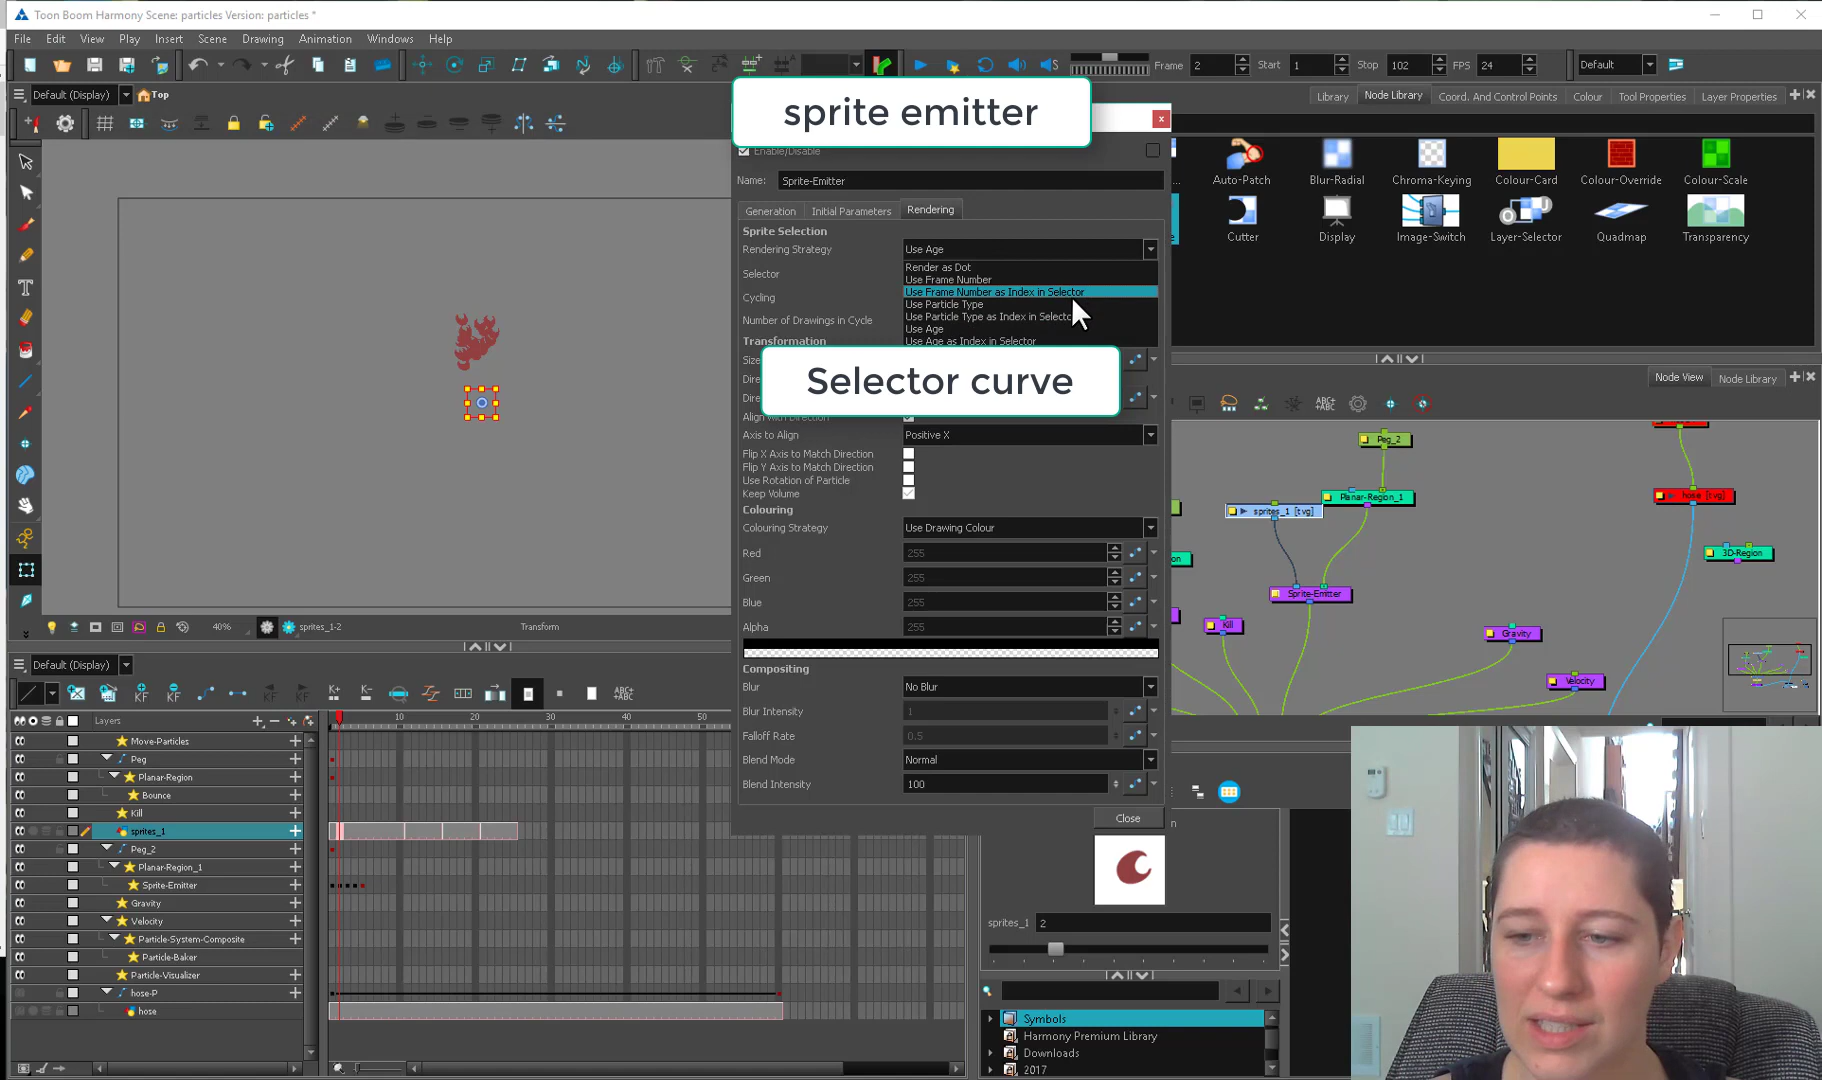 Toon Boom Harmony Scene: particles Version: particles *
File Edit View Play Insert Scene Drawing Animation Windows Help
Frame 2 Start 1 Stop 102 FPS 24 Default
Default (Display) Top
sprite emitter
Library Node Library Coord. And Control Points Colour Tool Properties Layer Properties
Enable/Disable
Name: Sprite-Emitter
Auto-Patch Blur-Radial Chroma-Keying Colour-Card Colour-Override Colour-Scale
Cutter Display Image-Switch Layer-Selector Quadmap Transparency
Generation Initial Parameters Rendering
Sprite Selection
Rendering Strategy Use Age
Render as Dot
Selector
Use Frame Number
Use Frame Number as Index in Selector
Cycling
Use Particle Type
Use Particle Type as Index in Selector
Number of Drawings in Cycle
Use Age
Use Age as Index in Selector
Transformation
Selector curve
Align With Direction
Axis to Align Positive X
Flip X Axis to Match Direction
Flip Y Axis to Match Direction
Use Rotation of Particle
Keep Volume
Colouring
Colouring Strategy Use Drawing Colour
Red 255
Green 255
Blue 255
Alpha 255
Compositing
Blur No Blur
Blur Intensity 1
Falloff Rate 0.5
Blend Mode Normal
Blend Intensity 100
Close
Node View Node Library
Peg_2
Planar-Region_1
sprites_1 [tvg]
hose [tvg]
3D-Region
Sprite-Emitter
Kill
Gravity
Velocity
40% sprites_1-2 Transform
Default (Display)
Layers 10 20 30 40 50
Move-Particles
Peg
Planar-Region
Bounce
Kill
sprites_1
Peg_2
Planar-Region_1
Sprite-Emitter
Gravity
Velocity
Particle-System-Composite
Particle-Baker
Particle-Visualizer
hose-P
hose
sprites_1 2
Symbols
Harmony Premium Library
Downloads
2017